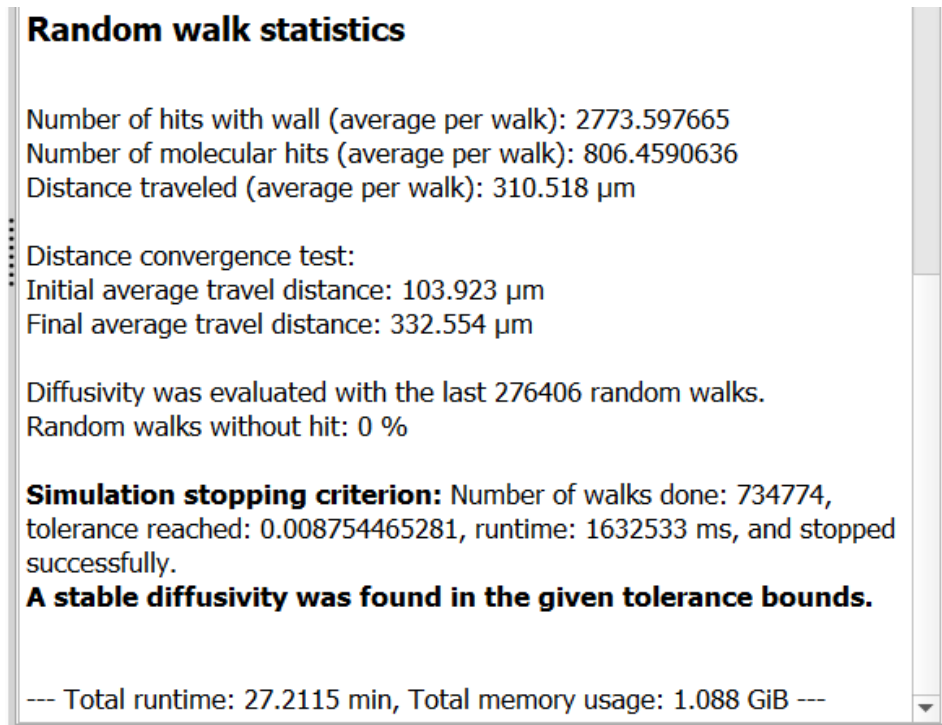 Random walk statistics
Number of hits with wall (average per walk): 2773.597665
Number of molecular hits (average per walk): 806.4590636
Distance traveled (average per walk): 310.518 µm
Distance convergence test:
Initial average travel distance: 103.923 µm
Final average travel distance: 332.554 µm
Diffusivity was evaluated with the last 276406 random walks.
Random walks without hit: 0 %
Simulation stopping criterion: Number of walks done: 734774,
tolerance reached: 0.008754465281, runtime: 1632533 ms, and stopped
successfully.
A stable diffusivity was found in the given tolerance bounds.
--- Total runtime: 27.2115 min, Total memory usage: 1.088 GiB ---